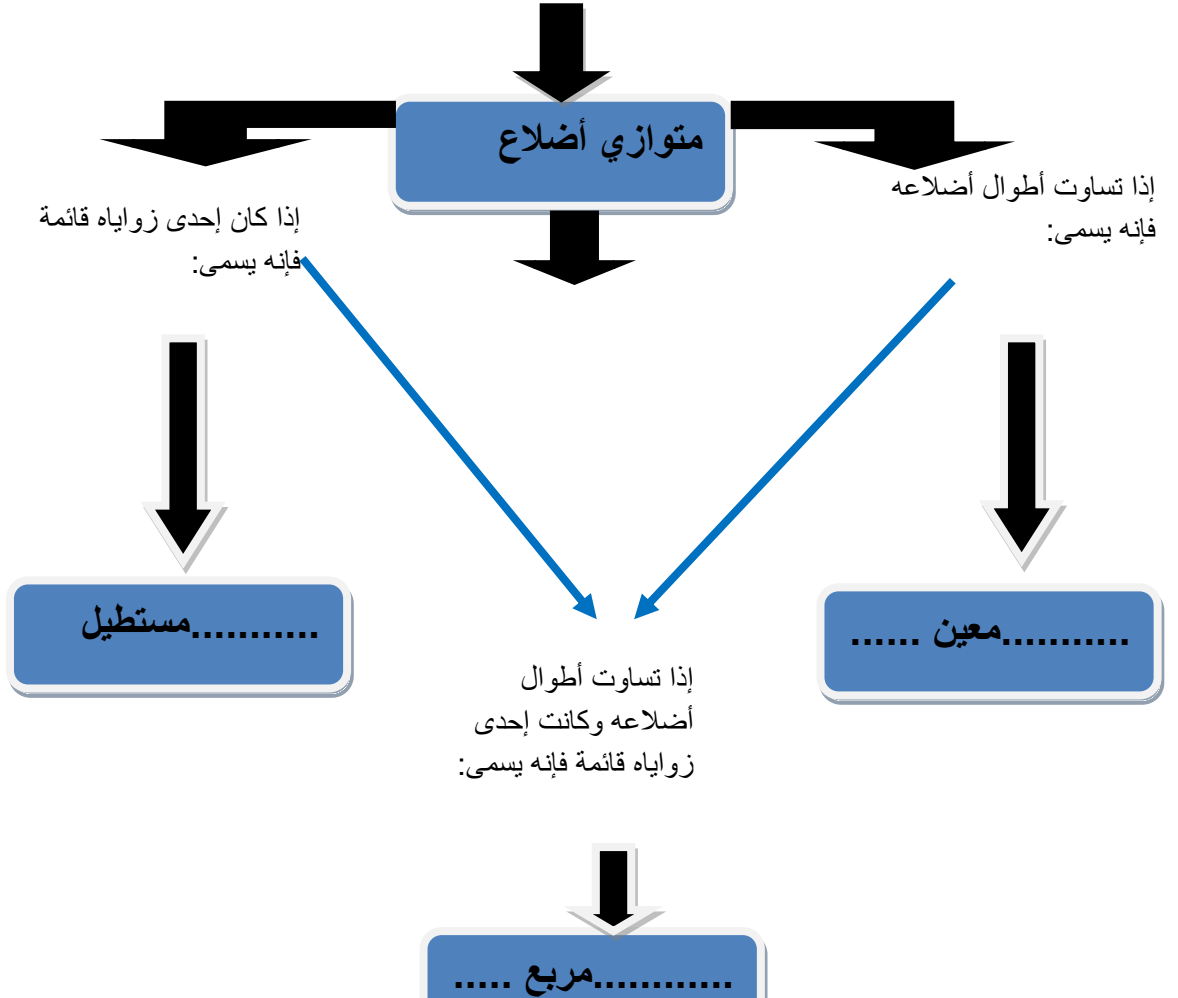 متوازي أضلاع
إذا تساوت أطوال أضلاعه
فإنه يسمى:
إذا كان إحدى زواياه قائمة
فإنه يسمى:
...........معين ......
...........مستطيل
إذا تساوت أطوال
أضلاعه وكانت إحدى
زواياه قائمة فإنه يسمى:
............مربع .....